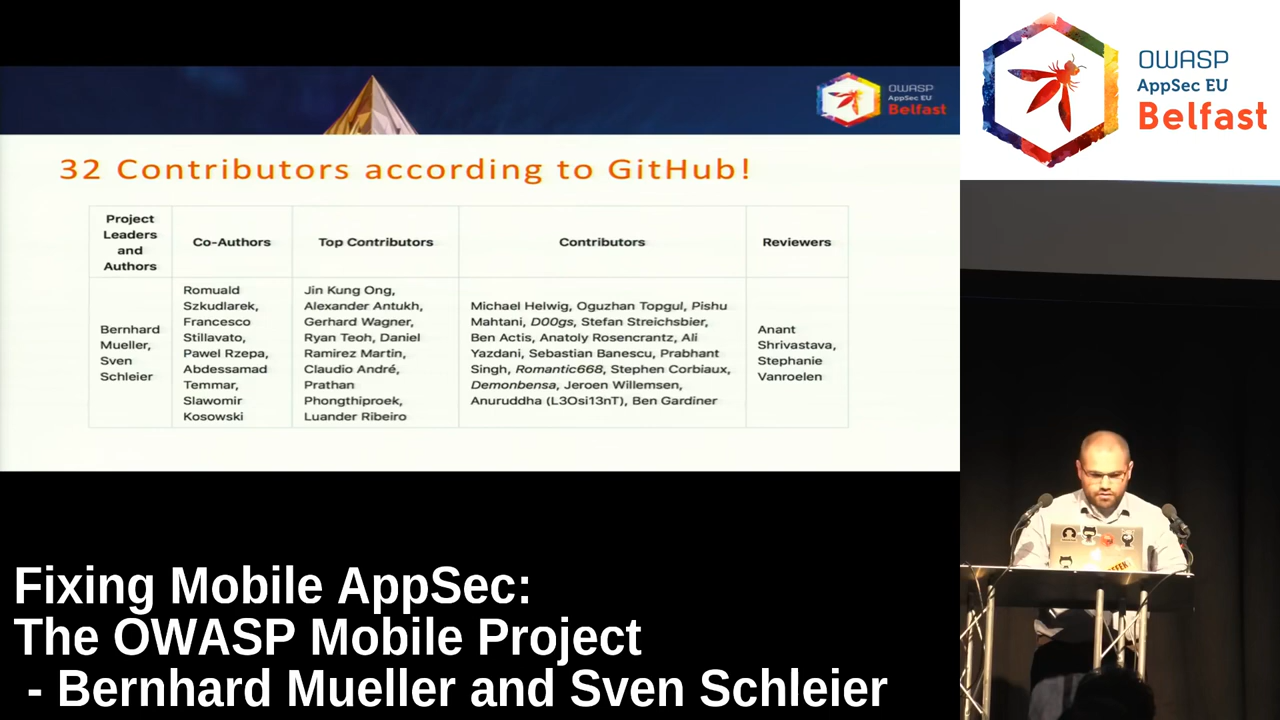 OWASP
AppSec EU
Belfast
32 Contributors according to GitHub!
Project
Leaders
and
Authors
Co-Authors
Top Contributors
Contributors
Reviewers
Bernhard
Mueller,
Sven
Schleier
Romuald
Szkudlarek,
Francesco
Stillavato,
Pawel Rzepa,
Abdessamad
Temmar,
Slawomir
Kosowski
Jin Kung Ong,
Alexander Antukh,
Gerhard Wagner,
Ryan Teoh, Daniel
Ramirez Martin,
Claudio André,
Prathan
Phongthiproek,
Luander Ribeiro
Michael Helwig, Oguzhan Topgul, Pishu
Mahtani, D00gs, Stefan Streichsbier,
Ben Actis, Anatoly Rosencrantz, Ali
Yazdani, Sebastian Banescu, Prabhant
Singh, Romantic668, Stephen Corbiaux,
Demonbensa, Jeroen Willemsen,
Anuruddha (L3Osi13nT), Ben Gardiner
Anant
Shrivastava,
Stephanie
Vanroelen
OWASP
AppSec EU
Belfast
Fixing Mobile AppSec:
The OWASP Mobile Project
- Bernhard Mueller and Sven Schleier